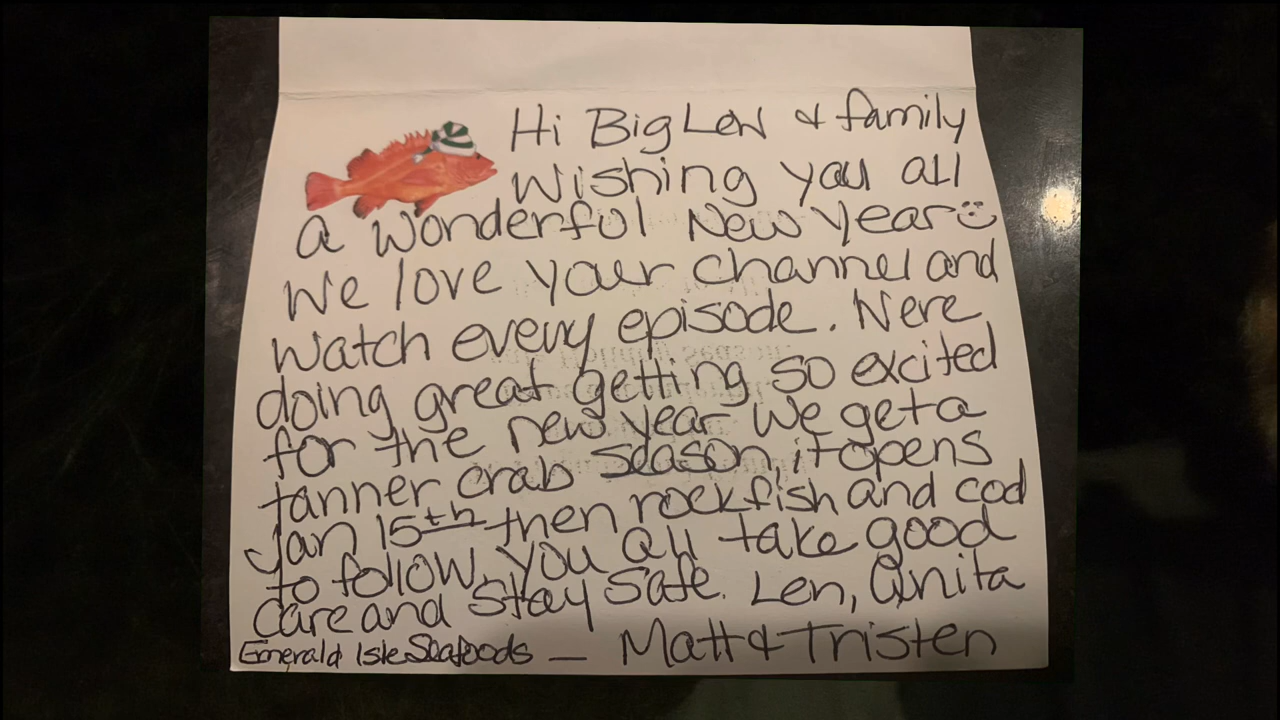 Hi Big Lew & family
Wishing you all
a wonderful New Year
We love your channel and
watch every episode. Were
doing great getting so excited
for the new year we get a
tanner crab season, it opens
Jan 15th then rockfish and cod
to follow, you all take good
care and stay safe. Len, Anita
Emerald Isle Seafoods — Matt & Tristen